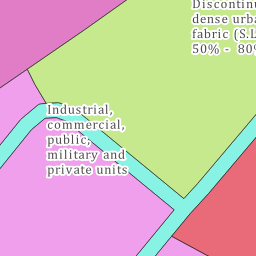 Discontinu
dense urba
fabric (S.L
50% - 80%
Industrial,
commercial,
public,
military and
private units